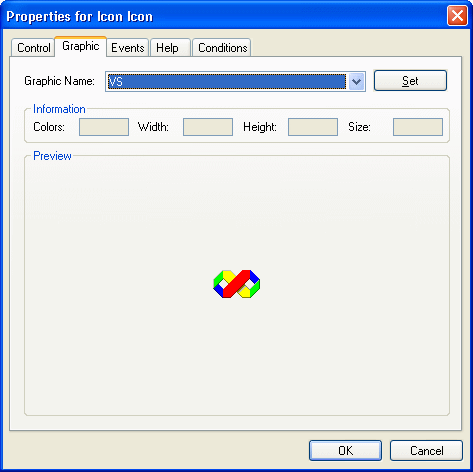 Properties for Icon Icon
Control Graphic Events Help Conditions
Graphic Name: VS Set
Information
Colors: Width: Height: Size:
Preview
OK Cancel